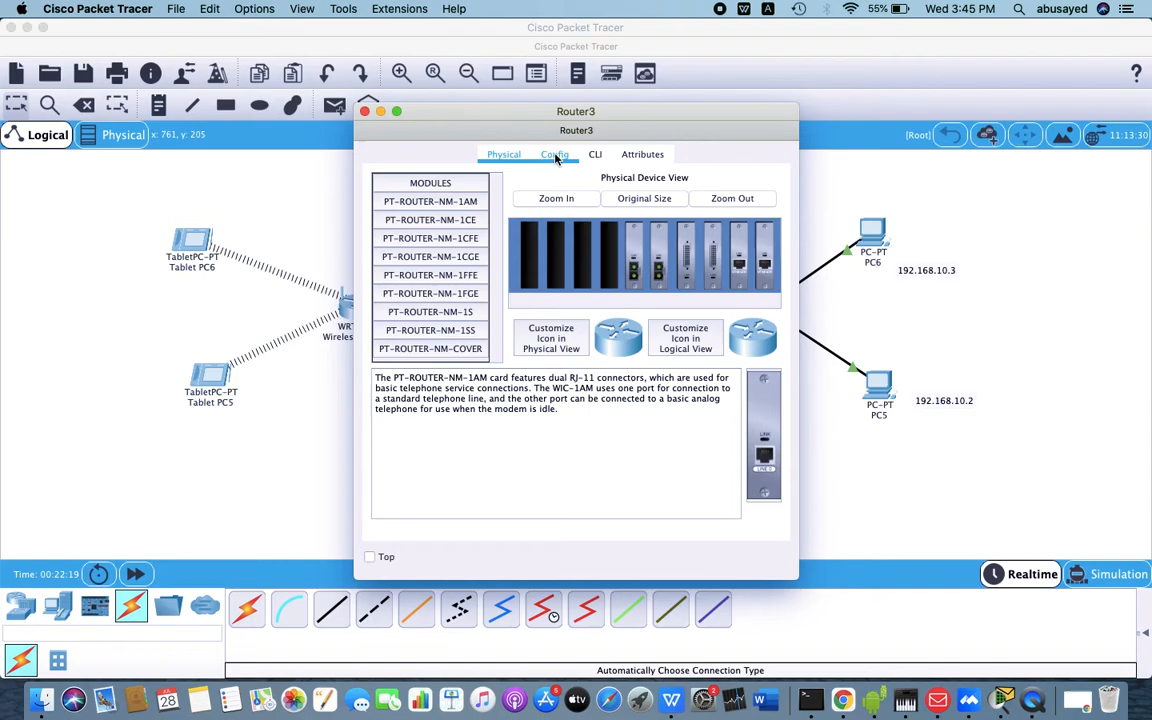 Cisco Packet Tracer File Edit Options View Tools Extensions Help
A 55% Wed 3:45 PM abusayed
Cisco Packet Tracer
Cisco Packet Tracer
Logical Physical x: 761, y: 205 [Root] 11:13:30
Router3
Router3
Physical Config CLI Attributes
MODULES
PT-ROUTER-NM-1AM
PT-ROUTER-NM-1CE
PT-ROUTER-NM-1CFE
PT-ROUTER-NM-1CGE
PT-ROUTER-NM-1FFE
PT-ROUTER-NM-1FGE
PT-ROUTER-NM-1S
PT-ROUTER-NM-1SS
PT-ROUTER-NM-COVER
Physical Device View
Zoom In Original Size Zoom Out
Customize
Icon in
Physical View
Customize
Icon in
Logical View
The PT-ROUTER-NM-1AM card features dual RJ-11 connectors, which are used for
basic telephone service connections. The WIC-1AM uses one port for connection to
a standard telephone line, and the other port can be connected to a basic analog
telephone for use when the modem is idle.
LINK
Top
TabletPC-PT
Tablet PC6
TabletPC-PT
Tablet PC5
WRT
Wireles
PC-PT
PC6
192.168.10.3
PC-PT
PC5
192.168.10.2
Time: 00:22:19 Realtime Simulation
Automatically Choose Connection Type
JUL
28
5
tv
2